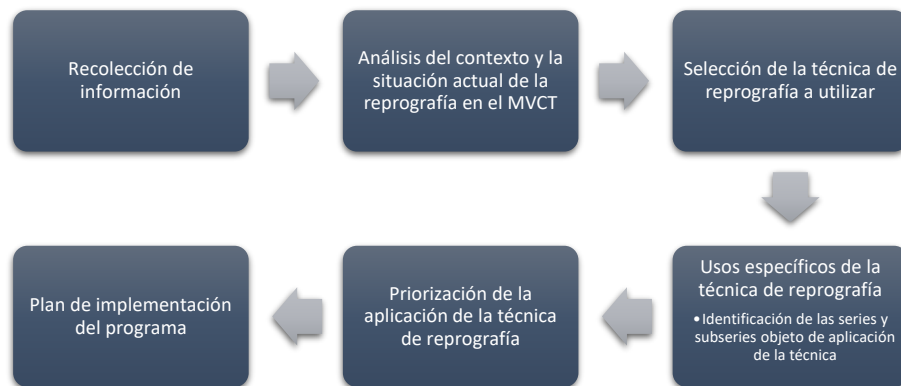 Recolección de
información
Análisis del contexto y la
situación actual de la
reprografía en el MVCT
Selección de la técnica de
reprografía a utilizar
Usos específicos de la
técnica de reprografía
•Identificación de las series y
subseries objeto de aplicación
de la técnica
Priorización de la
aplicación de la técnica
de reprografía
Plan de implementación
del programa